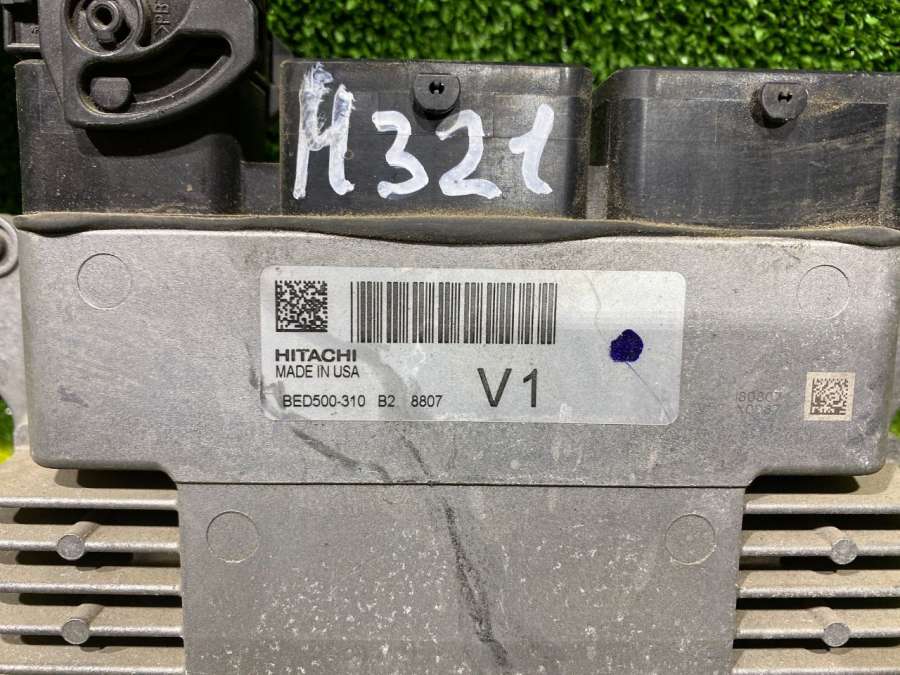 M321
HITACHI
MADE IN USA
BED500-310 B2 8807
V1